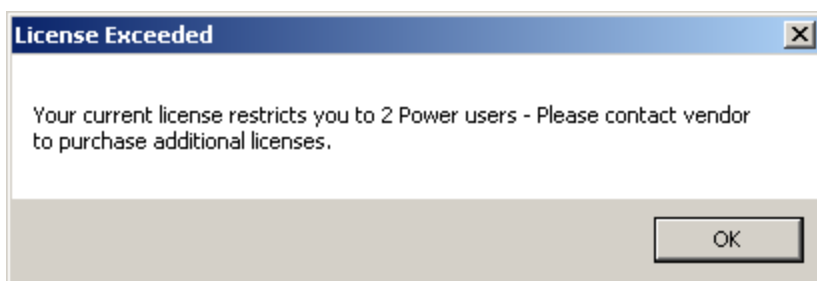 License Exceeded
Your current license restricts you to 2 Power users - Please contact vendor
to purchase additional licenses.
OK